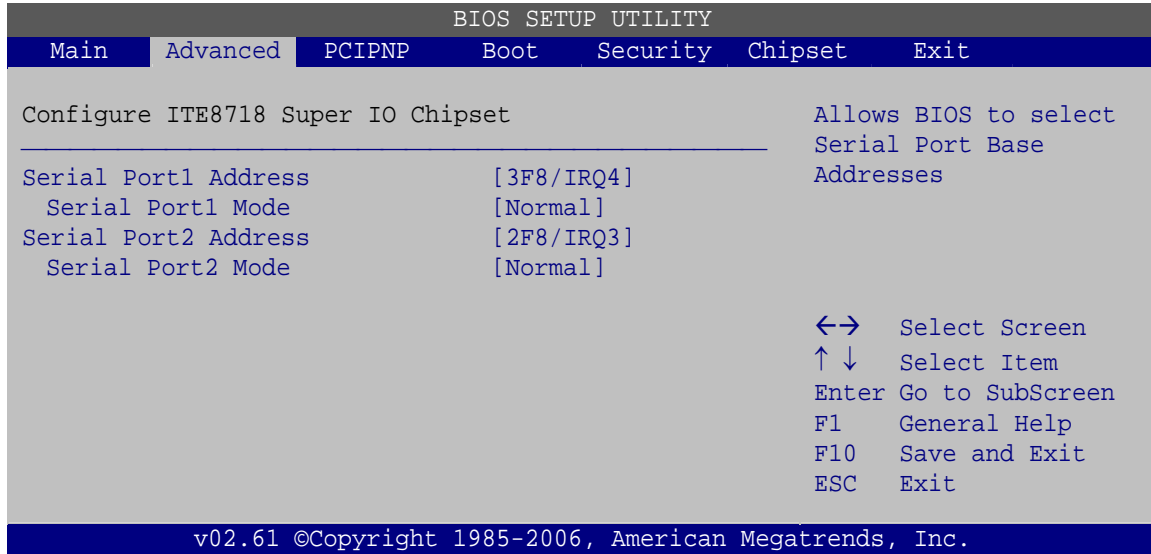 BIOS SETUP UTILITY
Main Advanced PCIPNP Boot Security Chipset Exit
Configure ITE8718 Super IO Chipset
Serial Port1 Address [3F8/IRQ4]
Serial Port1 Mode [Normal]
Serial Port2 Address [2F8/IRQ3]
Serial Port2 Mode [Normal]
Allows BIOS to select
Serial Port Base
Addresses
←→ Select Screen
↑ ↓ Select Item
Enter Go to SubScreen
F1 General Help
F10 Save and Exit
ESC Exit
v02.61 ©Copyright 1985-2006, American Megatrends, Inc.